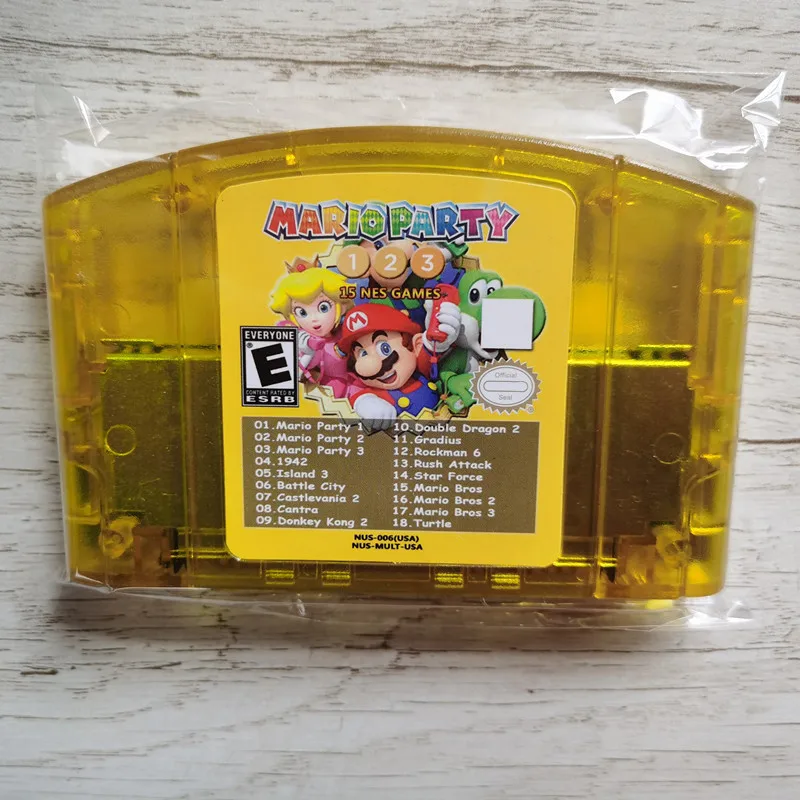 MARIO PARTY
1 2 3
15 NES GAMES
M
EVERYONE
E
CONTENT RATED BY
ESRB
Official
Seal
01.Mario Party 1
02.Mario Party 2
03.Mario Party 3
04.1942
05.Island 3
06.Battle City
07.Castlevania 2
08.Cantra
09.Donkey Kong 2
10.Double Dragon 2
11.Gradius
12.Rockman 6
13.Rush Attack
14.Star Force
15.Mario Bros
16.Mario Bros 2
17.Mario Bros 3
18.Turtle
NUS-006(USA)
NUS-MULT-USA